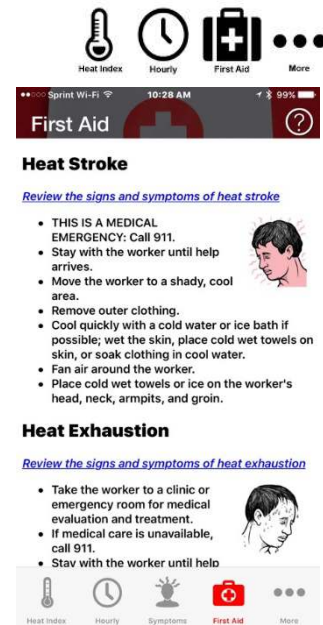 Heat Index Hourly First Aid More
Sprint Wi-Fi 10:28 AM 99%
First Aid ?
Heat Stroke
Review the signs and symptoms of heat stroke
• THIS IS A MEDICAL
EMERGENCY: Call 911.
• Stay with the worker until help
arrives.
• Move the worker to a shady, cool
area.
• Remove outer clothing.
• Cool quickly with a cold water or ice bath if
possible; wet the skin, place cold wet towels on
skin, or soak clothing in cool water.
• Fan air around the worker.
• Place cold wet towels or ice on the worker's
head, neck, armpits, and groin.
Heat Exhaustion
Review the signs and symptoms of heat exhaustion
• Take the worker to a clinic or
emergency room for medical
evaluation and treatment.
• If medical care is unavailable,
call 911.
• Stay with the worker until help
Heat Index Hourly Symptoms First Aid More